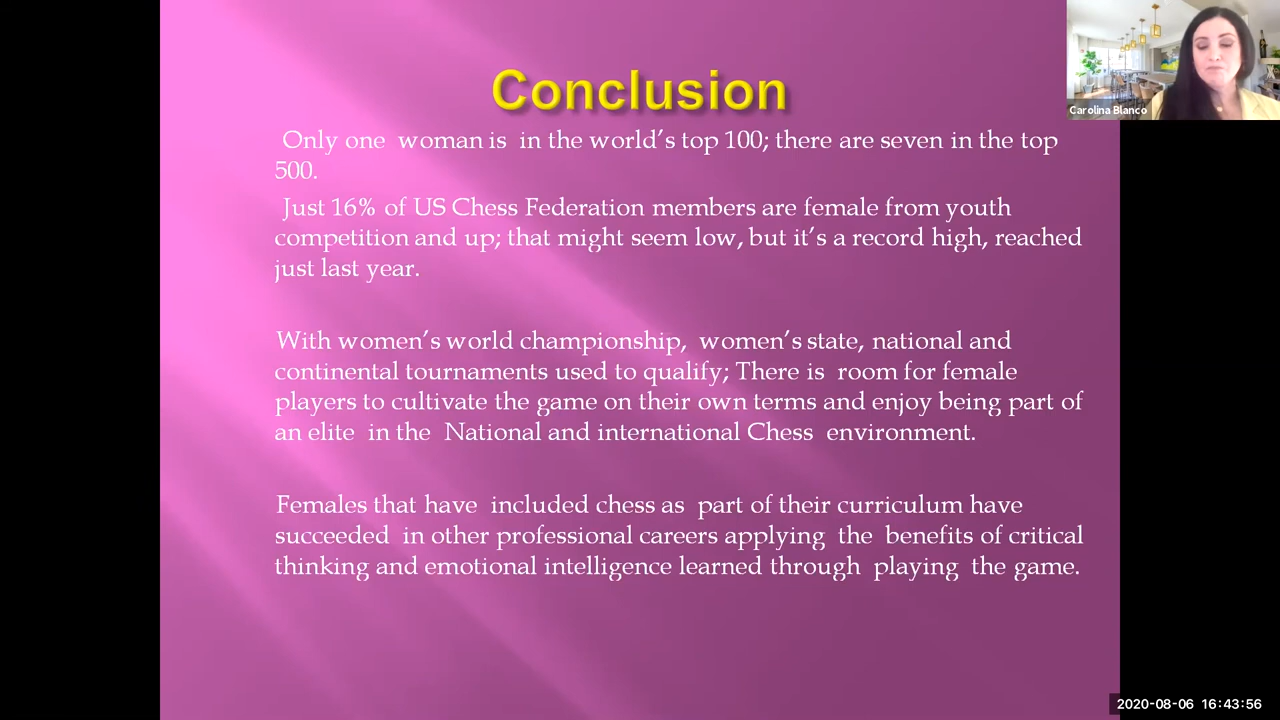 Conclusion
Carolina Blanco
Only one woman is in the world’s top 100; there are seven in the top
500.
Just 16% of US Chess Federation members are female from youth
competition and up; that might seem low, but it’s a record high, reached
just last year.
With women’s world championship, women’s state, national and
continental tournaments used to qualify; There is room for female
players to cultivate the game on their own terms and enjoy being part of
an elite in the National and international Chess environment.
Females that have included chess as part of their curriculum have
succeeded in other professional careers applying the benefits of critical
thinking and emotional intelligence learned through playing the game.
2020-08-06 16:43:56